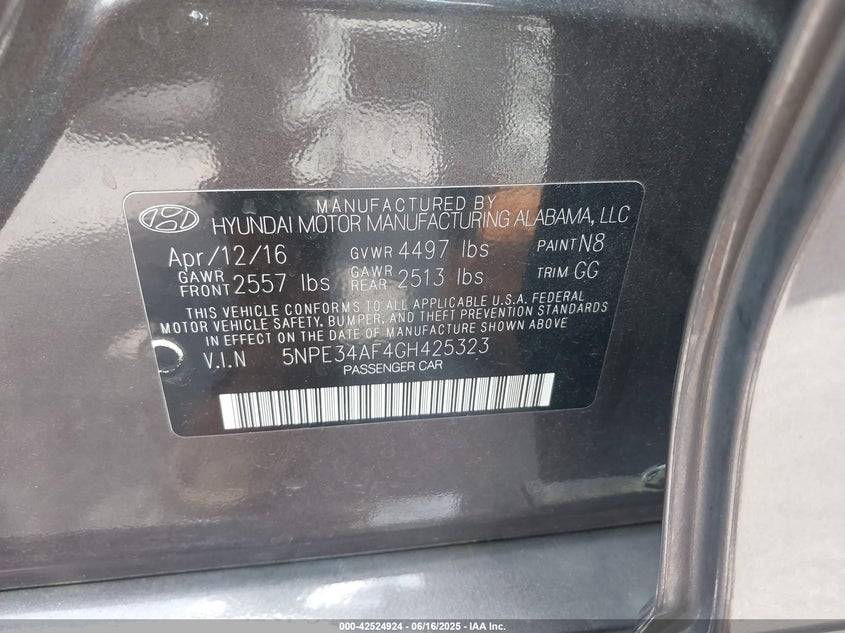 MANUFACTURED BY
HYUNDAI MOTOR MANUFACTURING ALABAMA, LLC
Apr/12/16 GVWR 4497 lbs PAINT N8
GAWR FRONT 2557 lbs GAWR REAR 2513 lbs TRIM GG
THIS VEHICLE CONFORMS TO ALL APPLICABLE U.S.A. FEDERAL
MOTOR VEHICLE SAFETY, BUMPER, AND THEFT PREVENTION STANDARDS
IN EFFECT ON THE DATE OF MANUFACTURE SHOWN ABOVE
V.I.N 5NPE34AF4GH425323
PASSENGER CAR
000-42524924 - 06/16/2025 - IAA Inc.